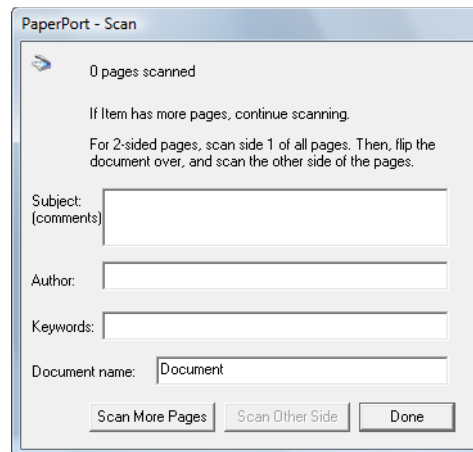 PaperPort - Scan
0 pages scanned
If Item has more pages, continue scanning.
For 2-sided pages, scan side 1 of all pages. Then, flip the
document over, and scan the other side of the pages.
Subject:
(comments)
Author:
Keywords:
Document name: Document
Scan More Pages Scan Other Side Done